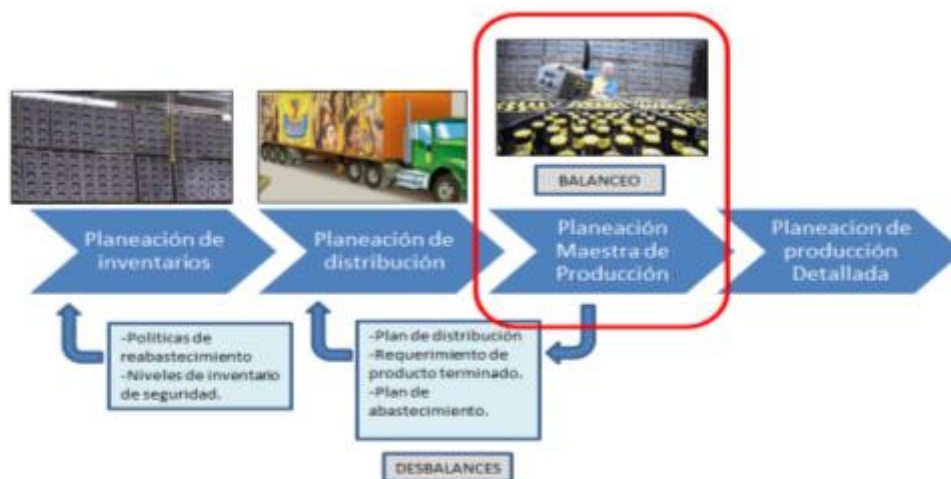 BALANCEO
Planeación de
inventarios
Planeación de
distribución
Planeación
Maestra de
Producción
Planeacion de
producción
Detallada
-Políticas de
reabastecimiento
-Niveles de inventario
de seguridad.
-Plan de distribución
-Requerimiento de
producto terminado.
-Plan de
abastecimiento.
DESBALANCES